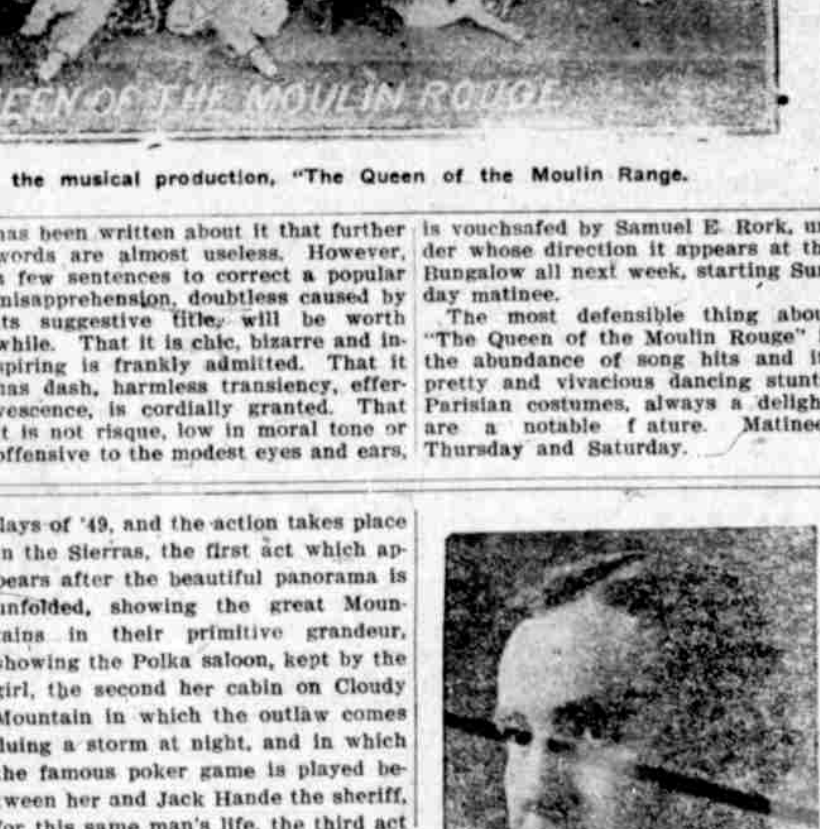 EEN OF THE MOULIN ROUGE
the musical production, "The Queen of the Moulin Range.
has been written about it that further
words are almost useless. However,
a few sentences to correct a popular
misapprehension, doubtless caused by
its suggestive title, will be worth
while. That it is chic, bizarre and in-
spiring is frankly admitted. That it
has dash, harmless transiency, effer-
vescence, is cordially granted. That
it is not risque, low in moral tone or
offensive to the modest eyes and ears,
is vouchsafed by Samuel E. Rork, un
der whose direction it appears at th
Bungalow all next week, starting Sun
day matinee.
The most defensible thing abou
"The Queen of the Moulin Rouge" i
the abundance of song hits and it
pretty and vivacious dancing stunt
Parisian costumes, always a deligh
are a notable f ature. Matinee
Thursday and Saturday.
days of '49, and the action takes place
in the Sierras, the first act which ap-
pears after the beautiful panorama is
unfolded, showing the great Moun-
tains in their primitive grandeur,
showing the Polka saloon, kept by the
girl, the second her cabin on Cloudy
Mountain in which the outlaw comes
duing a storm at night, and in which
the famous poker game is played be-
tween her and Jack Hande the sheriff,
for this same man's life, the third act